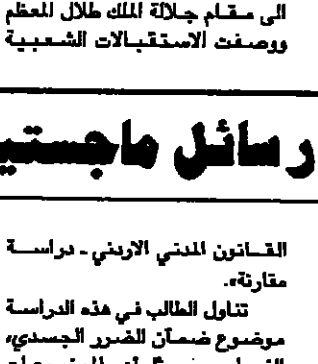 الى مقام جلالة الملك طلال المعظم
ووصفت الاستقبالات الشعبية
رسائل ماجستي
القانون المدني الاردني - دراسة
مقارنة».
تناول الطالب في هذه الدراسة
موضوع ضمان الضرر الجسدي،